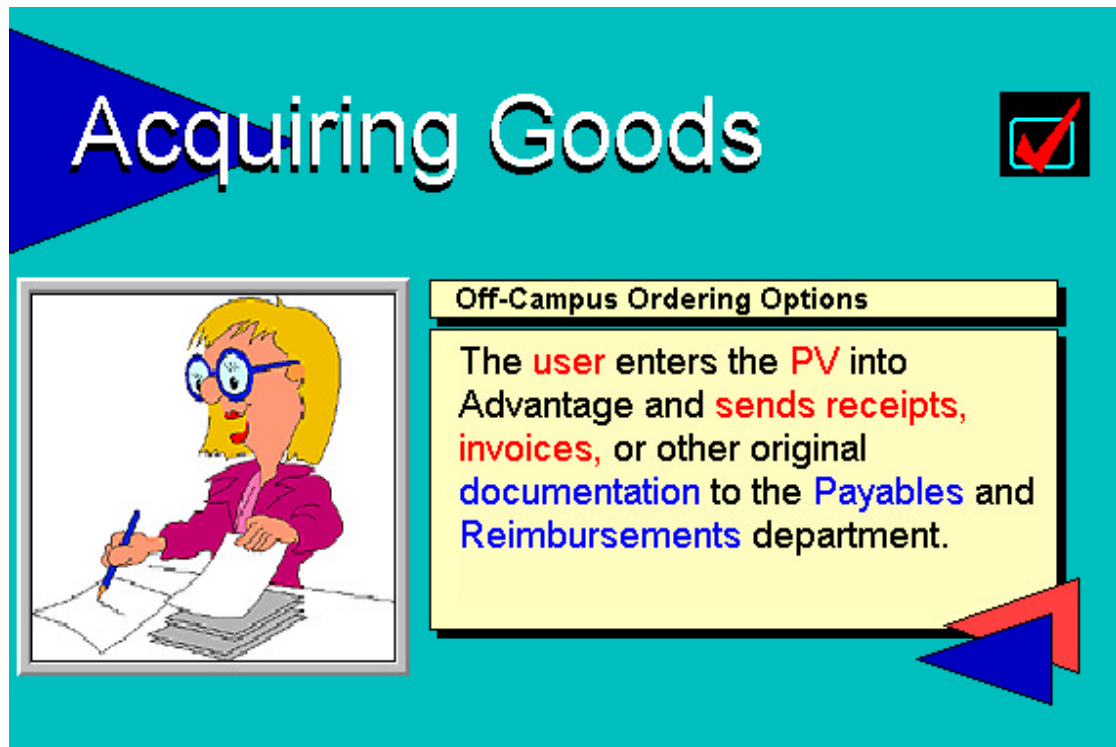 Acquiring Goods
Off-Campus Ordering Options
The user enters the PV into
Advantage and sends receipts,
invoices, or other original
documentation to the Payables and
Reimbursements department.